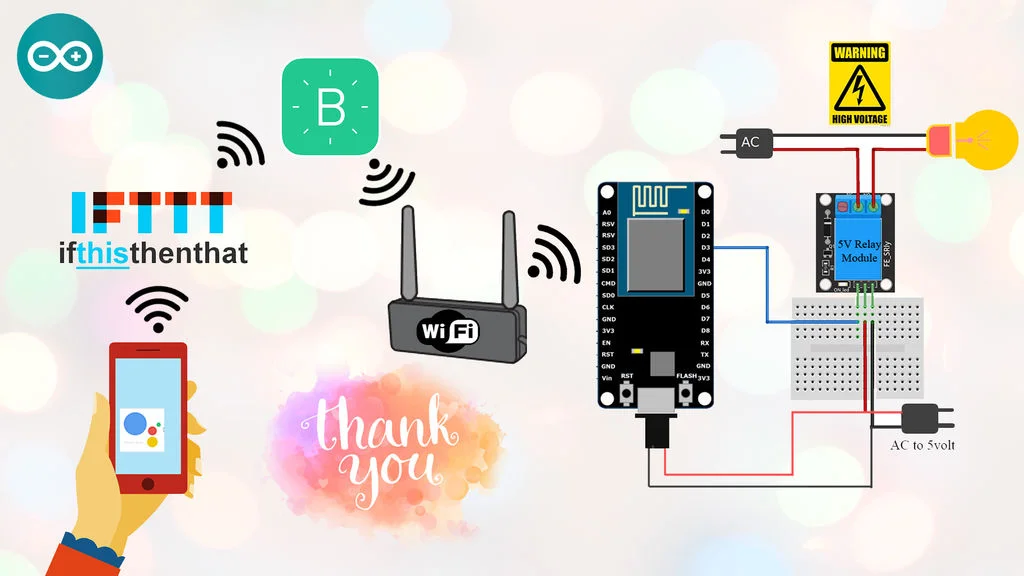 B
IFTTT
ifthisthenthat
WiFi
thank
you
A0
RSV
RSV
SD3
SD2
SD1
CMD
SD0
CLK
GND
3V3
EN
RST
GND
Vin
D0
D1
D2
D3
D4
3V3
GND
D5
D6
D7
D8
RX
TX
GND
3V3
RST
FLASH
WARNING
HIGH VOLTAGE
AC
5V Relay
Module
FE_SRly
ON_led
AC to 5volt